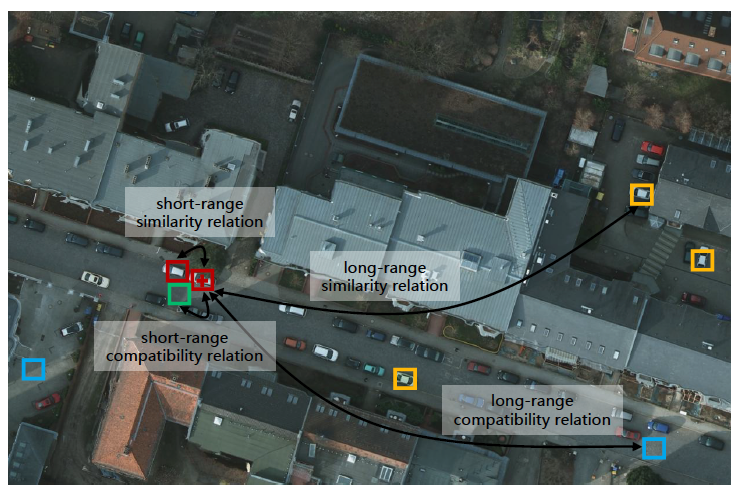 short-range
similarity relation
long-range
similarity relation
short-range
compatibility relation
long-range
compatibility relation